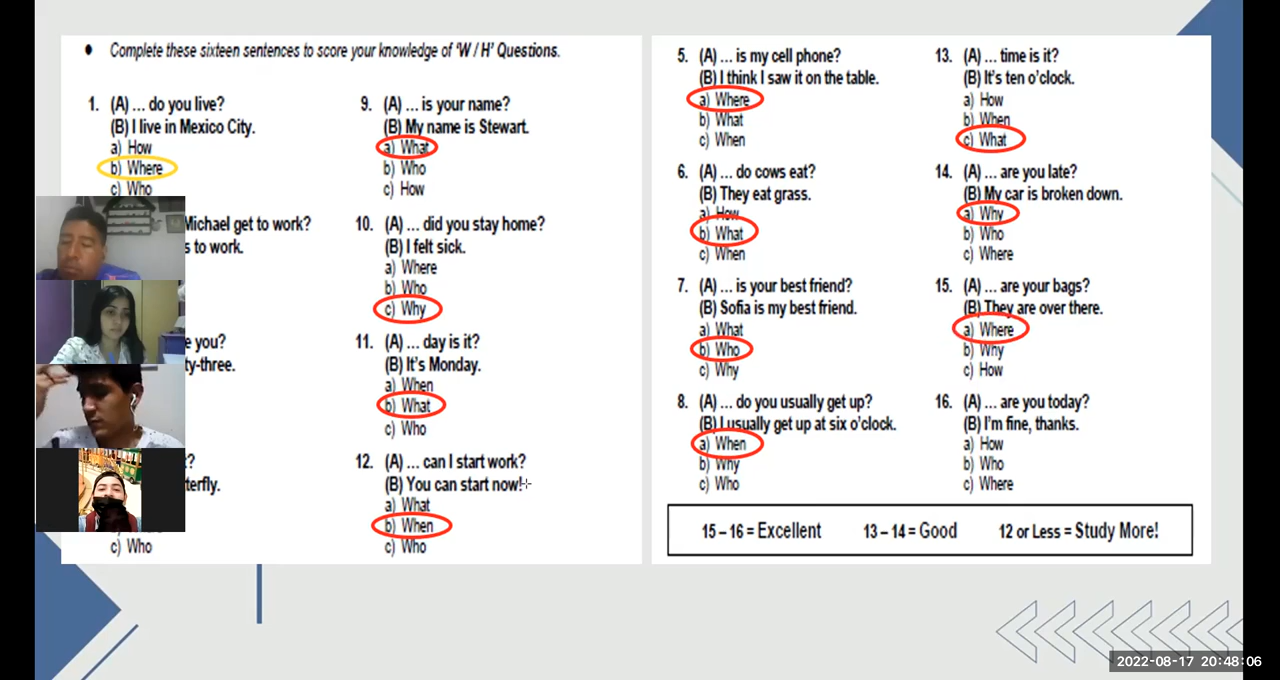 ● Complete these sixteen sentences to score your knowledge of 'W / H' Questions.
1. (A) ... do you live?
(B) I live in Mexico City.
a) How
b) Where
c) Who
Michael get to work?
s to work.
e you?
ty-three.
?
terfly.
c) Who
9. (A) ... is your name?
(B) My name is Stewart.
a) What
b) Who
c) How
10. (A) ... did you stay home?
(B) I felt sick.
a) Where
b) Who
c) Why
11. (A) ... day is it?
(B) It's Monday.
a) When
b) What
c) Who
12. (A) ... can I start work?
(B) You can start now!
a) What
b) When
c) Who
5. (A) ... is my cell phone?
(B) I think I saw it on the table.
a) Where
b) What
c) When
6. (A) ... do cows eat?
(B) They eat grass.
a) How
b) What
c) When
7. (A) ... is your best friend?
(B) Sofia is my best friend.
a) What
b) Who
c) Why
8. (A) ... do you usually get up?
(B) I usually get up at six o'clock.
a) When
b) Why
c) Who
13. (A) ... time is it?
(B) It's ten o'clock.
a) How
b) When
c) What
14. (A) ... are you late?
(B) My car is broken down.
a) Why
b) Who
c) Where
15. (A) ... are your bags?
(B) They are over there.
a) Where
b) Why
c) How
16. (A) ... are you today?
(B) I'm fine, thanks.
a) How
b) Who
c) Where
15 – 16 = Excellent 13 – 14 = Good 12 or Less = Study More!
2022-08-17 20:48:06